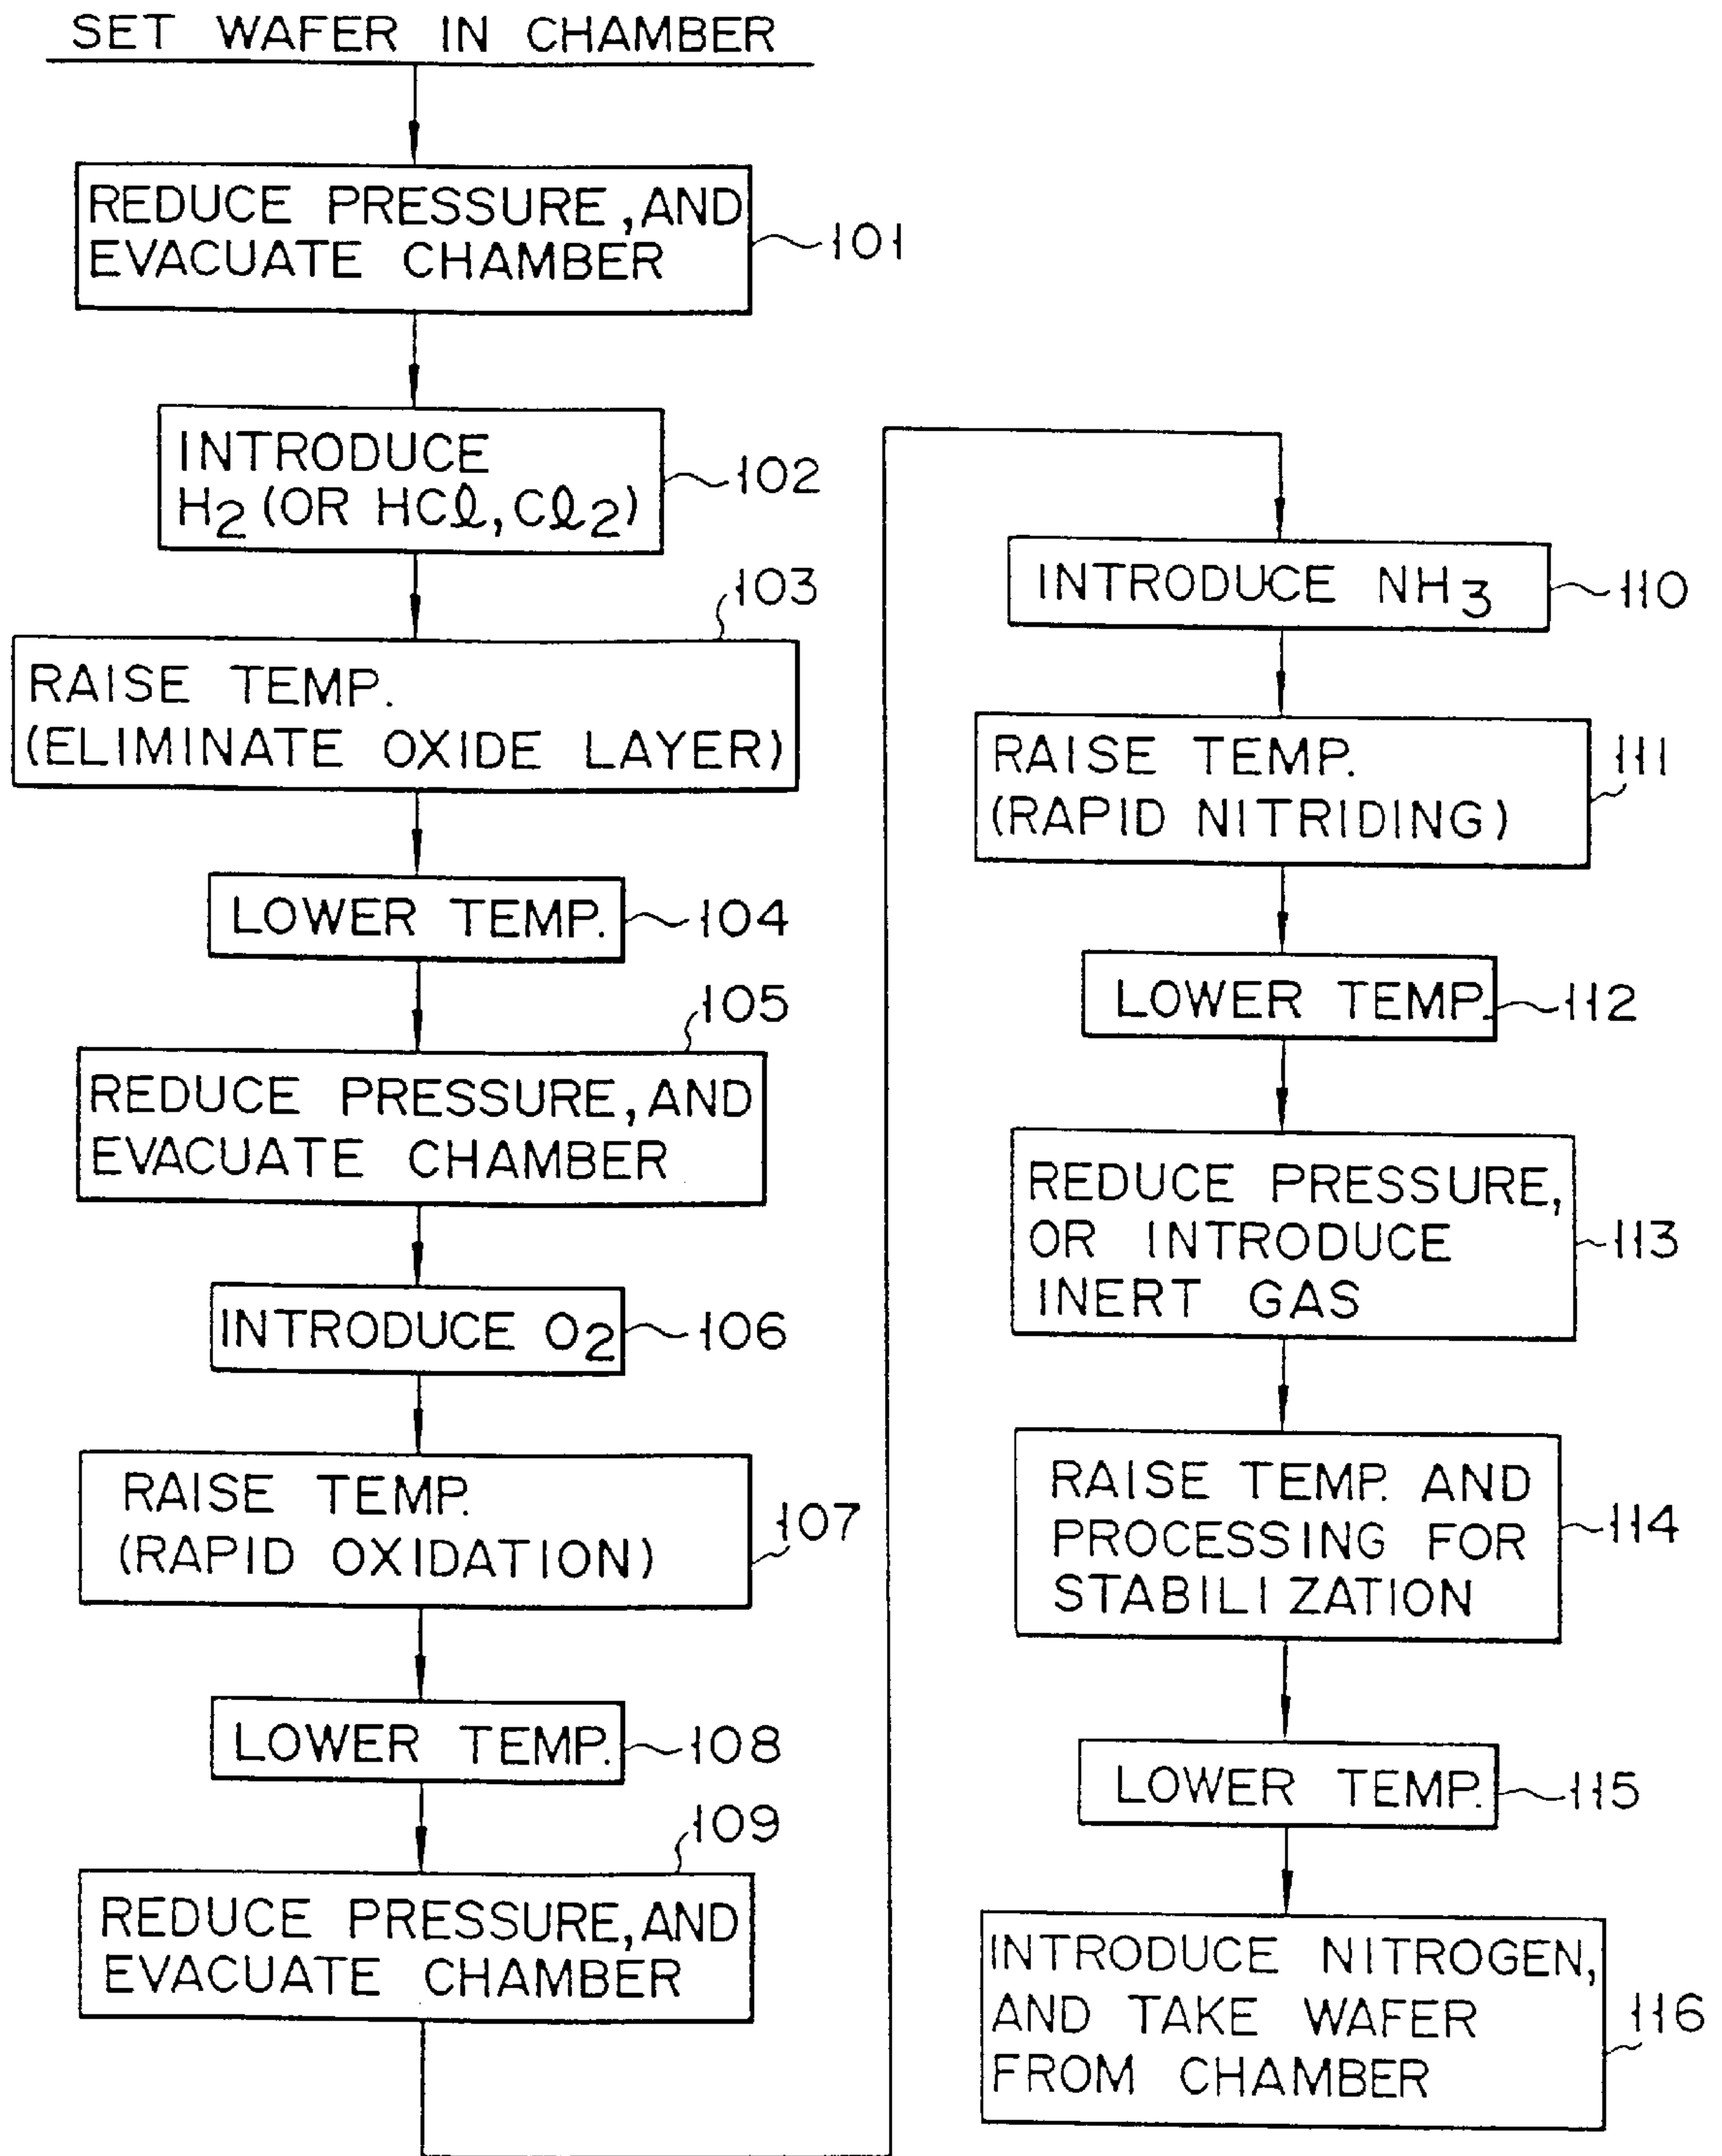 SET WAFER IN CHAMBER
REDUCE PRESSURE, AND
EVACUATE CHAMBER
101
INTRODUCE
H2 (OR HCl, Cl2)
102
103
RAISE TEMP.
(ELIMINATE OXIDE LAYER)
LOWER TEMP.
104
105
REDUCE PRESSURE, AND
EVACUATE CHAMBER
INTRODUCE O2
106
RAISE TEMP.
(RAPID OXIDATION)
107
LOWER TEMP.
108
109
REDUCE PRESSURE, AND
EVACUATE CHAMBER
INTRODUCE NH3
110
RAISE TEMP.
(RAPID NITRIDING)
111
LOWER TEMP.
112
REDUCE PRESSURE,
OR INTRODUCE
INERT GAS
113
RAISE TEMP. AND
PROCESSING FOR
STABILIZATION
114
LOWER TEMP.
115
INTRODUCE NITROGEN,
AND TAKE WAFER
FROM CHAMBER
116